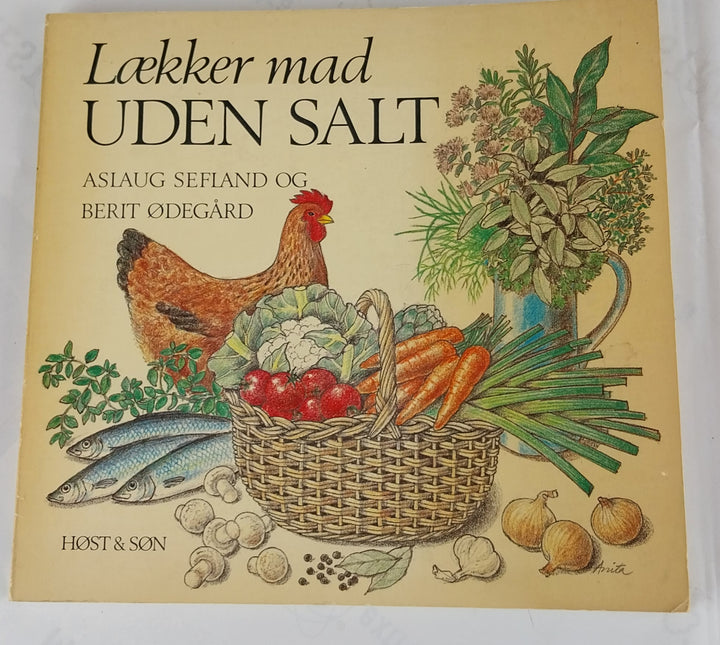 Lækker mad
UDEN SALT
ASLAUG SEFLAND OG
BERIT ØDEGÅRD
HØST & SØN
Anita